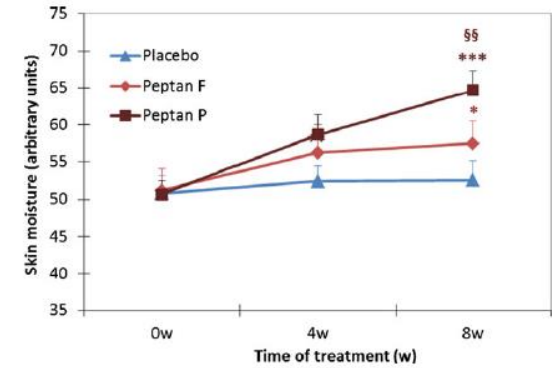 75
70
65
60
55
50
45
40
35
Skin moisture (arbitrary units)
Placebo
Peptan F
Peptan P
§§
***
*
0w
4w
8w
Time of treatment (w)